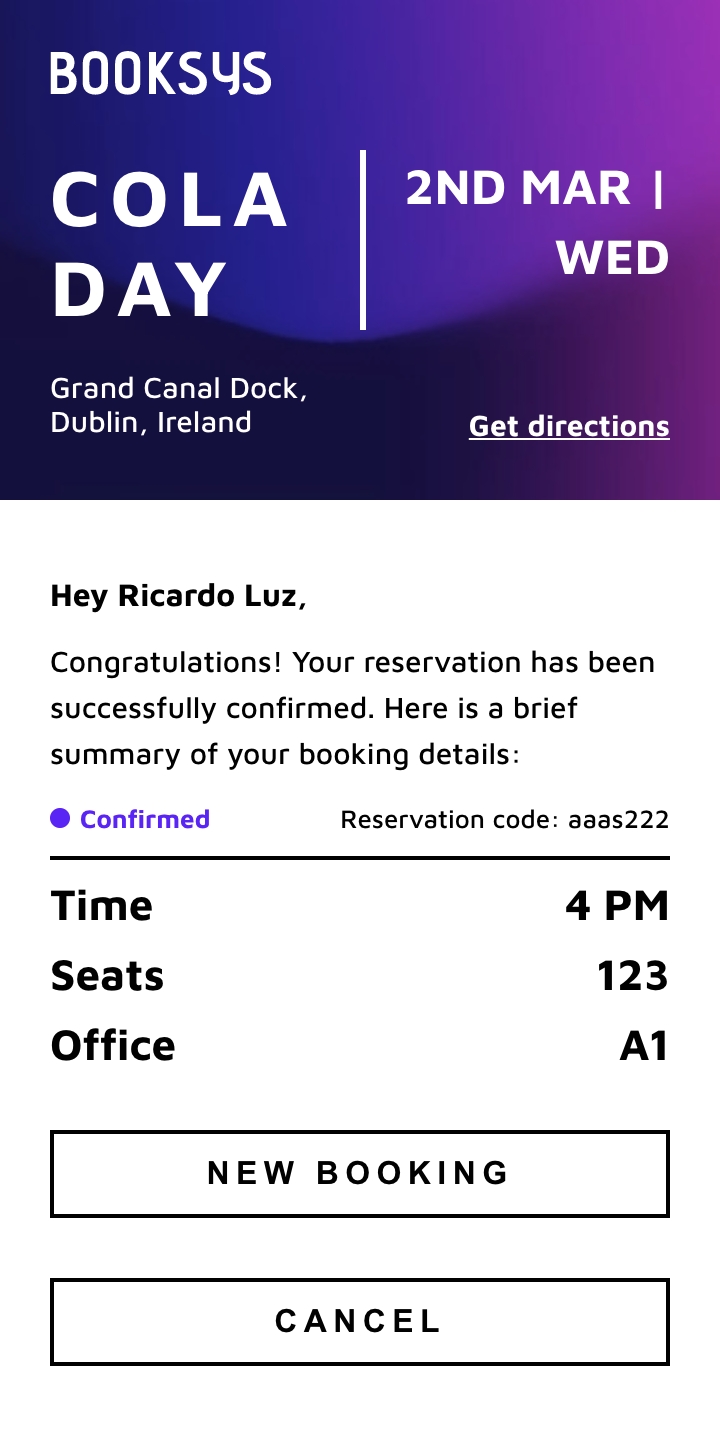 BOOKSYS
COLA
DAY
2ND MAR |
WED
Grand Canal Dock,
Dublin, Ireland
Get directions
Hey Ricardo Luz,
Congratulations! Your reservation has been
successfully confirmed. Here is a brief
summary of your booking details:
Confirmed
Reservation code: aaas222
Time 4 PM
Seats 123
Office A1
NEW BOOKING
CANCEL